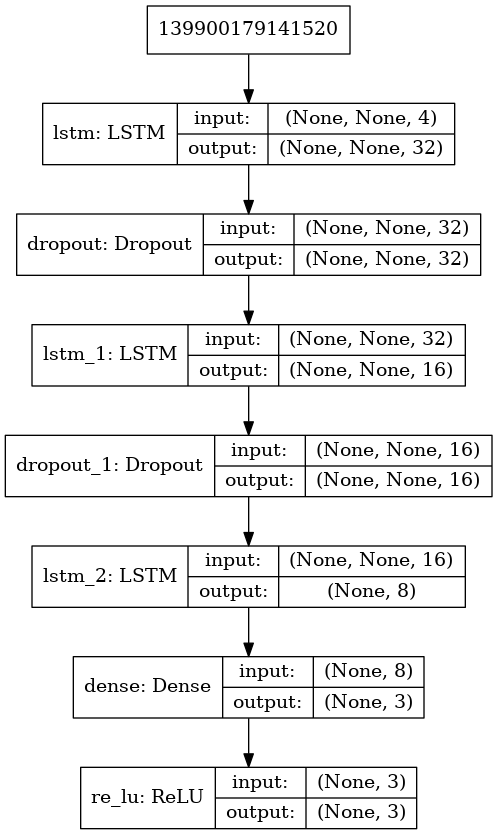 139900179141520
lstm: LSTM
input:
(None, None, 4)
output:
(None, None, 32)
dropout: Dropout
input:
(None, None, 32)
output:
(None, None, 32)
lstm_1: LSTM
input:
(None, None, 32)
output:
(None, None, 16)
dropout_1: Dropout
input:
(None, None, 16)
output:
(None, None, 16)
lstm_2: LSTM
input:
(None, None, 16)
output:
(None, 8)
dense: Dense
input:
(None, 8)
output:
(None, 3)
re_lu: ReLU
input:
(None, 3)
output:
(None, 3)